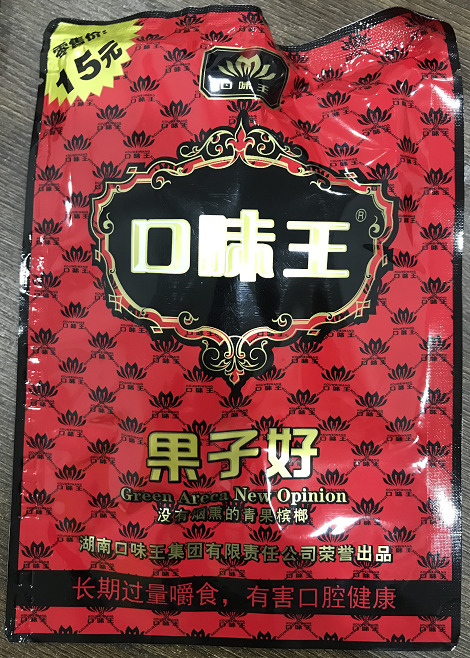 零售价:
15元
口味王
口味王®
果子好
Green Areca New Opinion
没有烟熏的青果槟榔
湖南口味王集团有限责任公司荣誉出品
长期过量嚼食，有害口腔健康